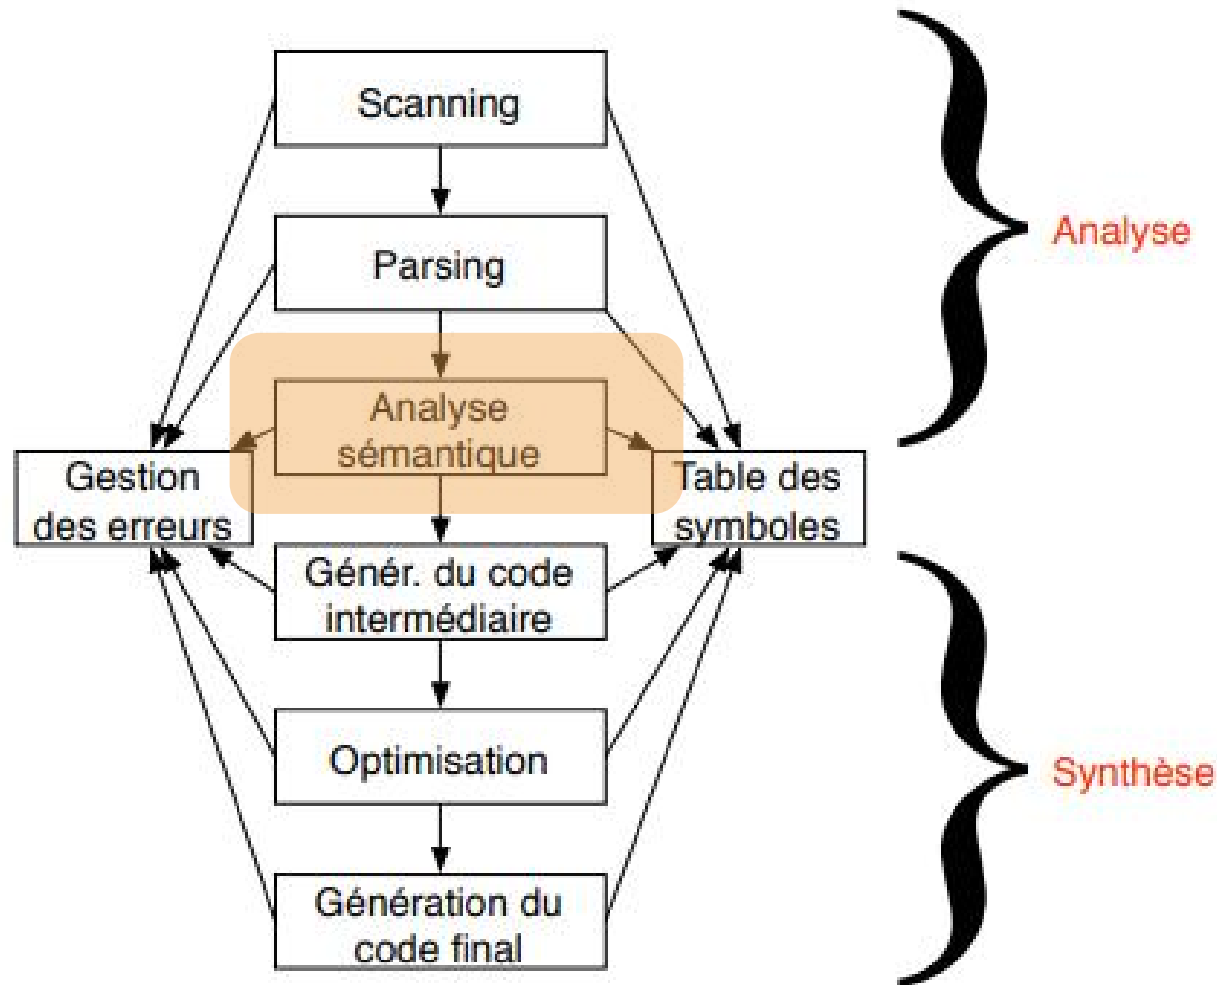 Scanning
Parsing
Analyse
Analyse
sémantique
Gestion
des erreurs
Table des
symboles
Génér. du code
intermédiaire
Optimisation
Synthèse
Génération du
code final